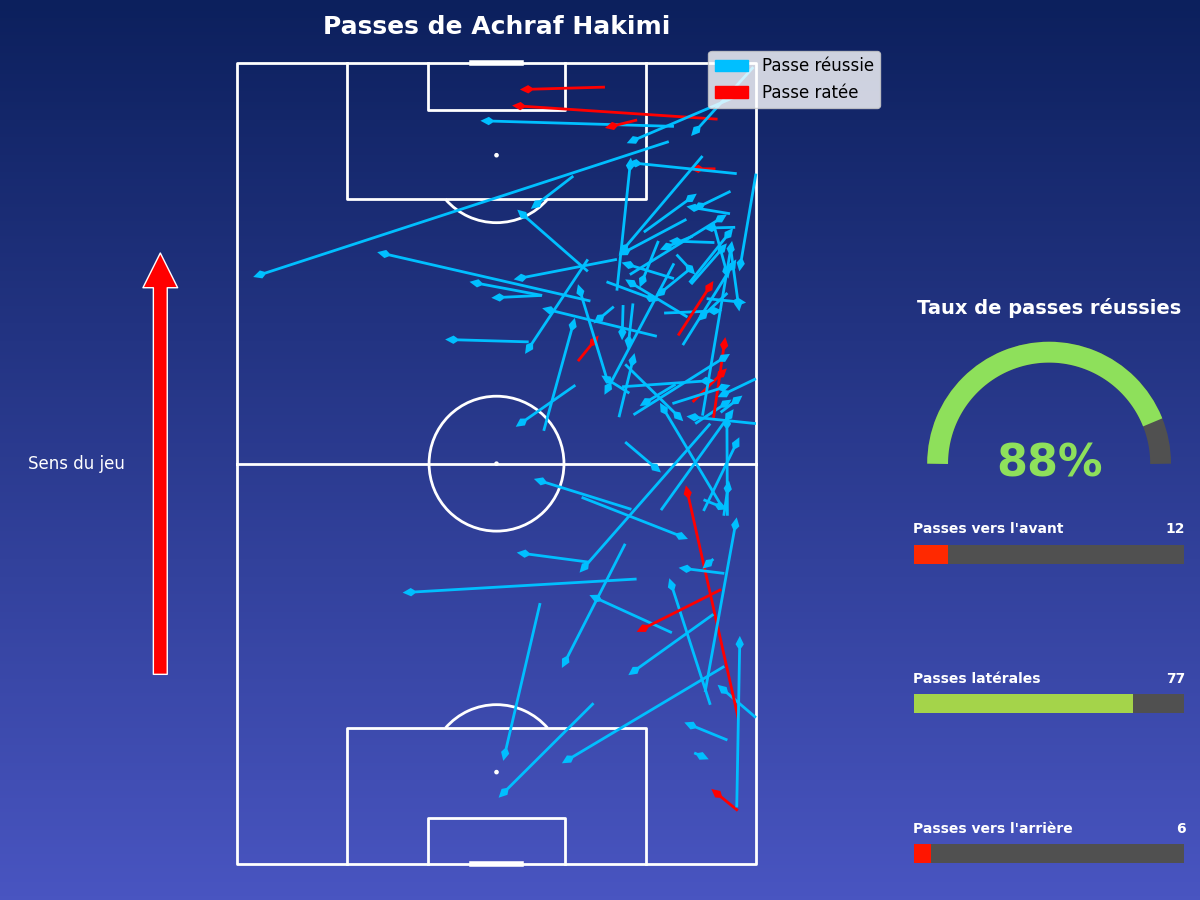 Passes de Achraf Hakimi
Passe réussie
Passe ratée
Sens du jeu
Taux de passes réussies
88%
Passes vers l'avant 12
Passes latérales 77
Passes vers l'arrière 6